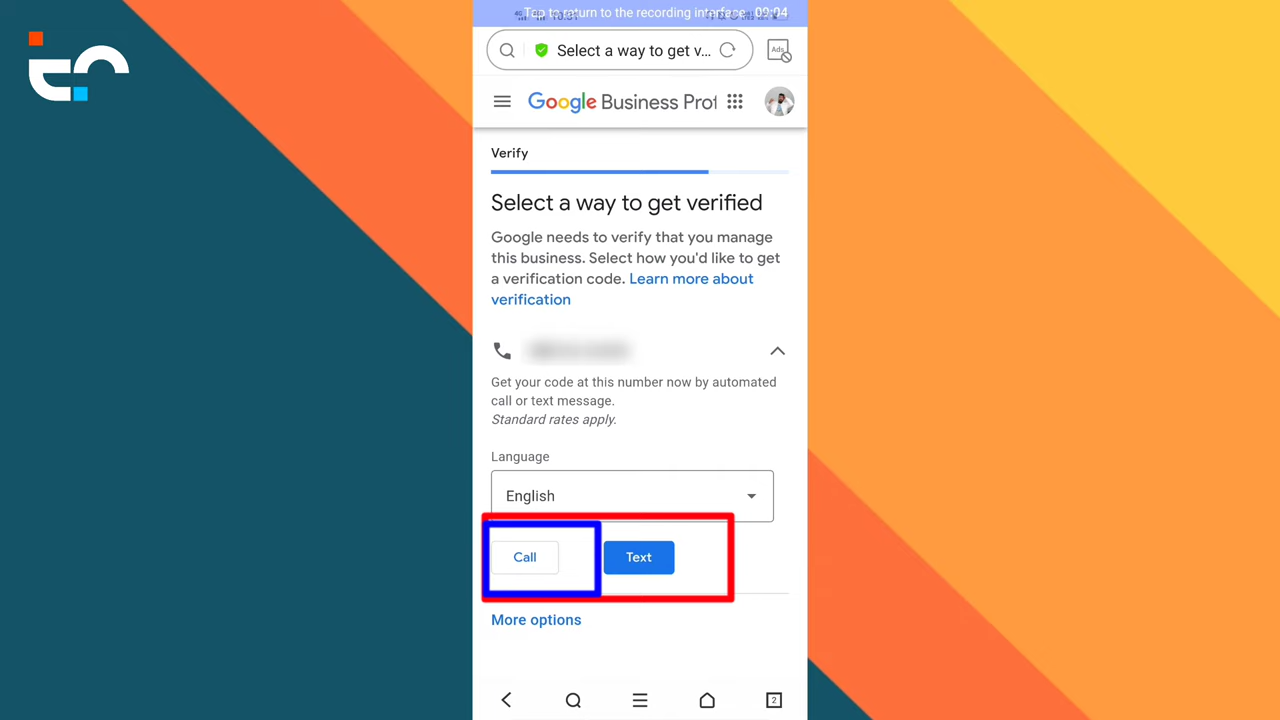 Tap to return to the recording interface 09:04
Select a way to get v...
Ads
Google Business Prof
Verify
Select a way to get verified
Google needs to verify that you manage
this business. Select how you'd like to get
a verification code. Learn more about
verification
Get your code at this number now by automated
call or text message.
Standard rates apply.
Language
English
Call
Text
More options
2